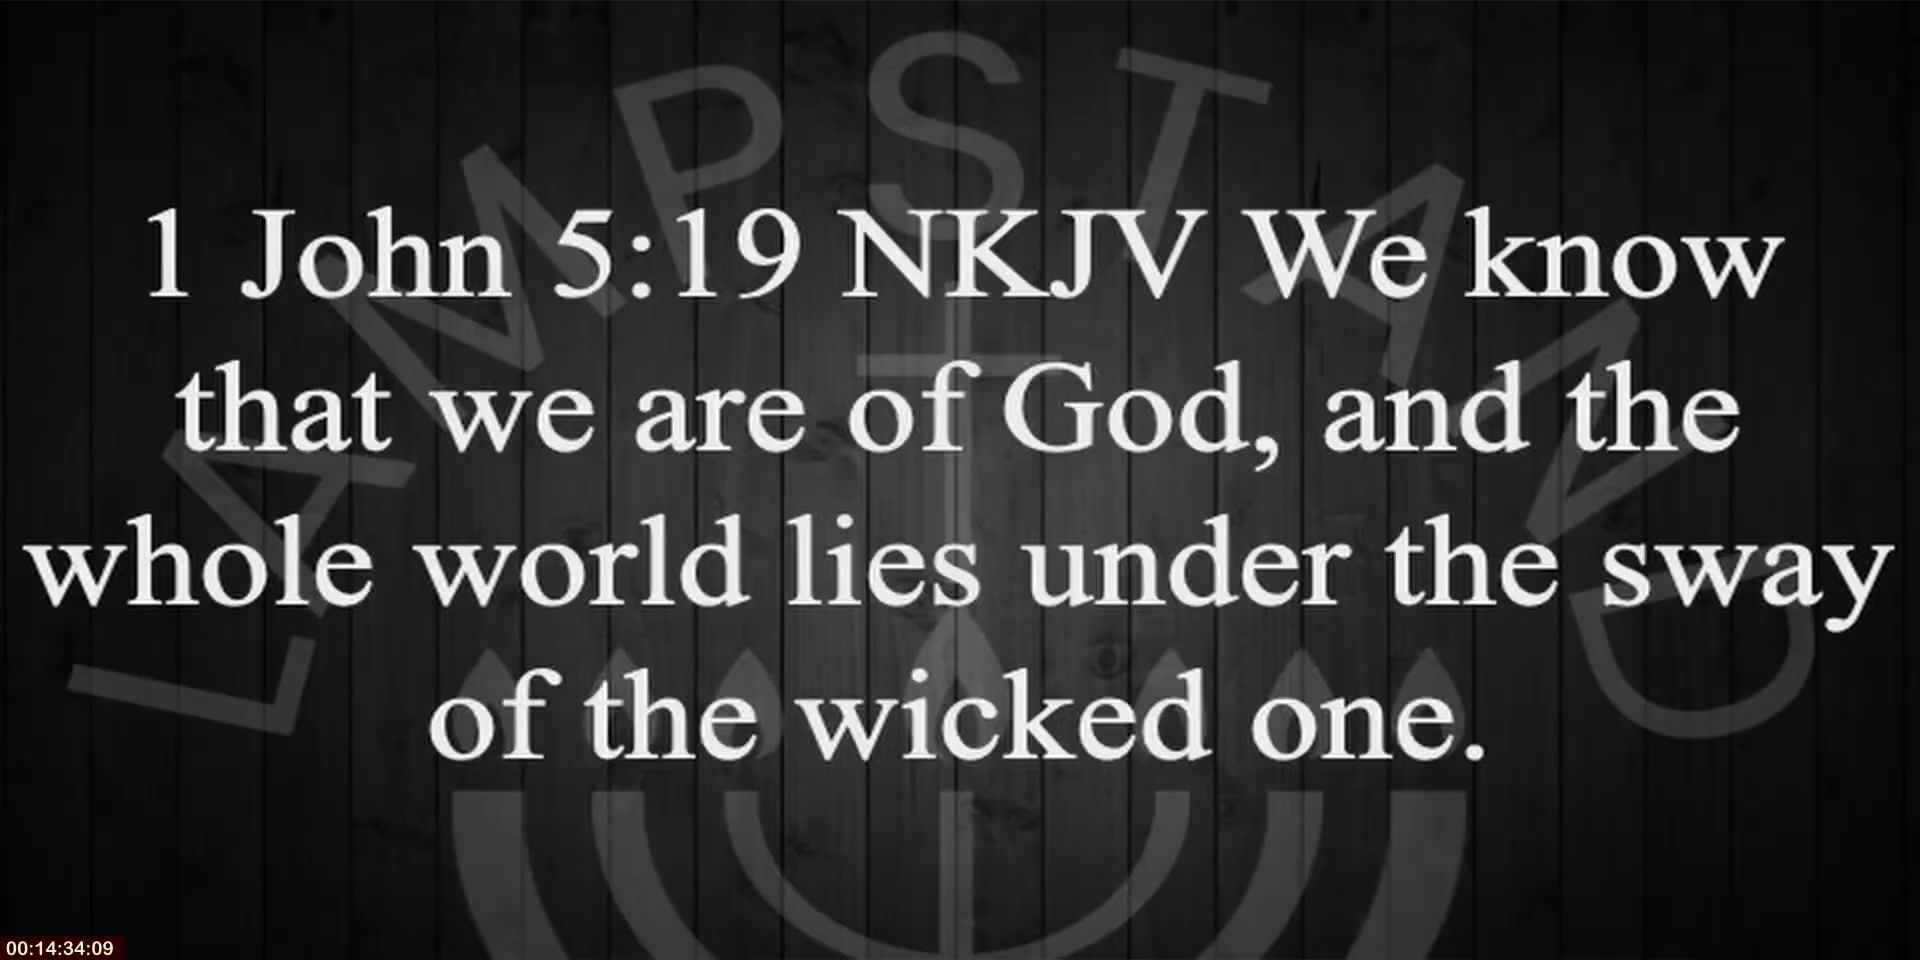 LAMPSTAND
1 John 5:19 NKJV We know
that we are of God, and the
whole world lies under the sway
of the wicked one.
00:14:34:09